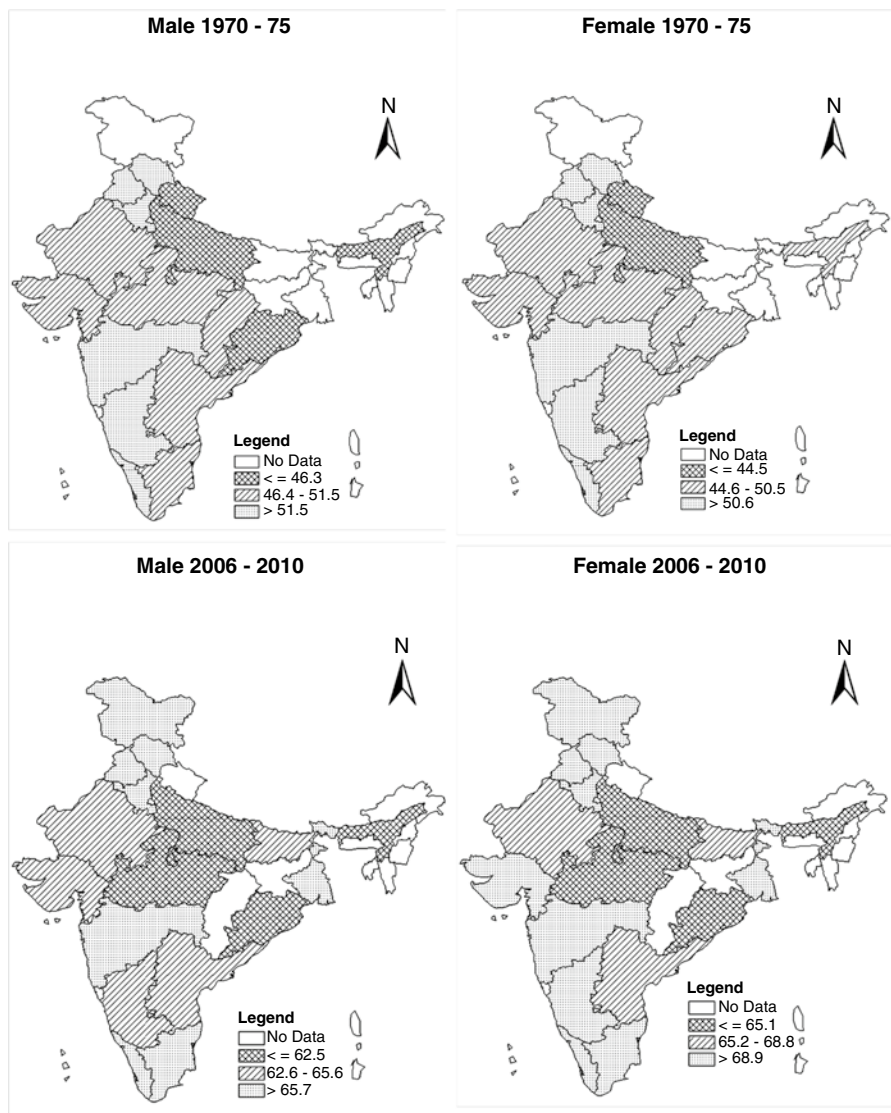 Male 1970 - 75
N
Legend
No Data
< = 46.3
46.4 - 51.5
> 51.5
Female 1970 - 75
N
Legend
No Data
< = 44.5
44.6 - 50.5
> 50.6
Male 2006 - 2010
N
Legend
No Data
< = 62.5
62.6 - 65.6
> 65.7
Female 2006 - 2010
N
Legend
No Data
< = 65.1
65.2 - 68.8
> 68.9